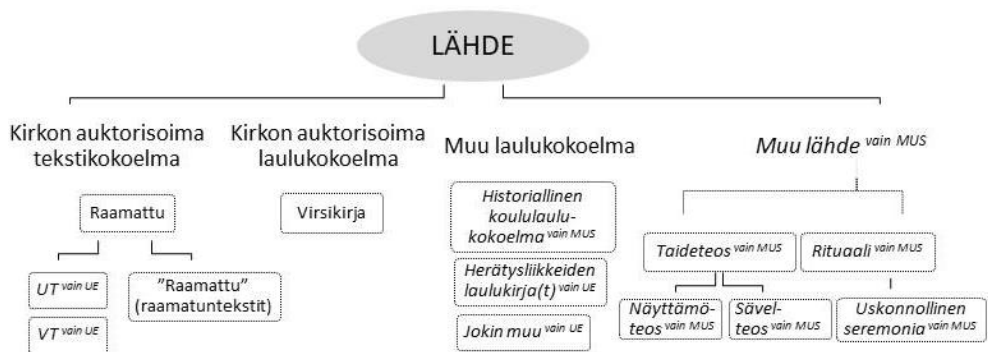 LÄHDE
Kirkon auktorisoima
tekstikokoelma
Raamattu
UT vain UE
VT vain UE
”Raamattu”
(raamatuntekstit)
Kirkon auktorisoima
laulukokoelma
Virsikirja
Muu laulukokoelma
Historiallinen
koululaulu-
kokoelma vain MUS
Herätysliikkeiden
laulukirja(t) vain UE
Jokin muu vain UE
Muu lähde vain MUS
Taideteos vain MUS
Näyttämö-
teos vain MUS
Sävel-
teos vain MUS
Rituaali vain MUS
Uskonnollinen
seremonia vain MUS